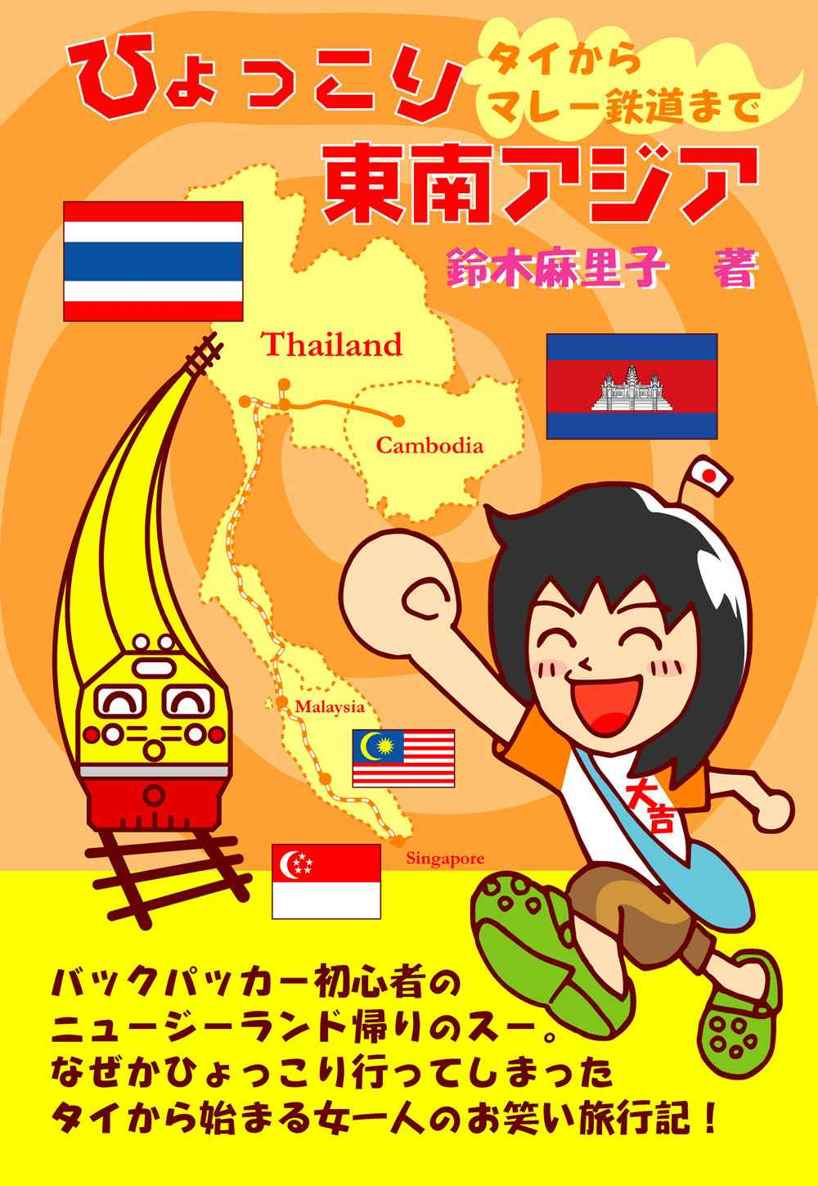 ひょっこり
タイから
マレー鉄道まで
東南アジア
鈴木麻里子 著
Thailand
Cambodia
Malaysia
Singapore
大吉
バックパッカー初心者の
ニュージーランド帰りのスー。
なぜかひょっこり行ってしまった
タイから始まる女一人のお笑い旅行記！